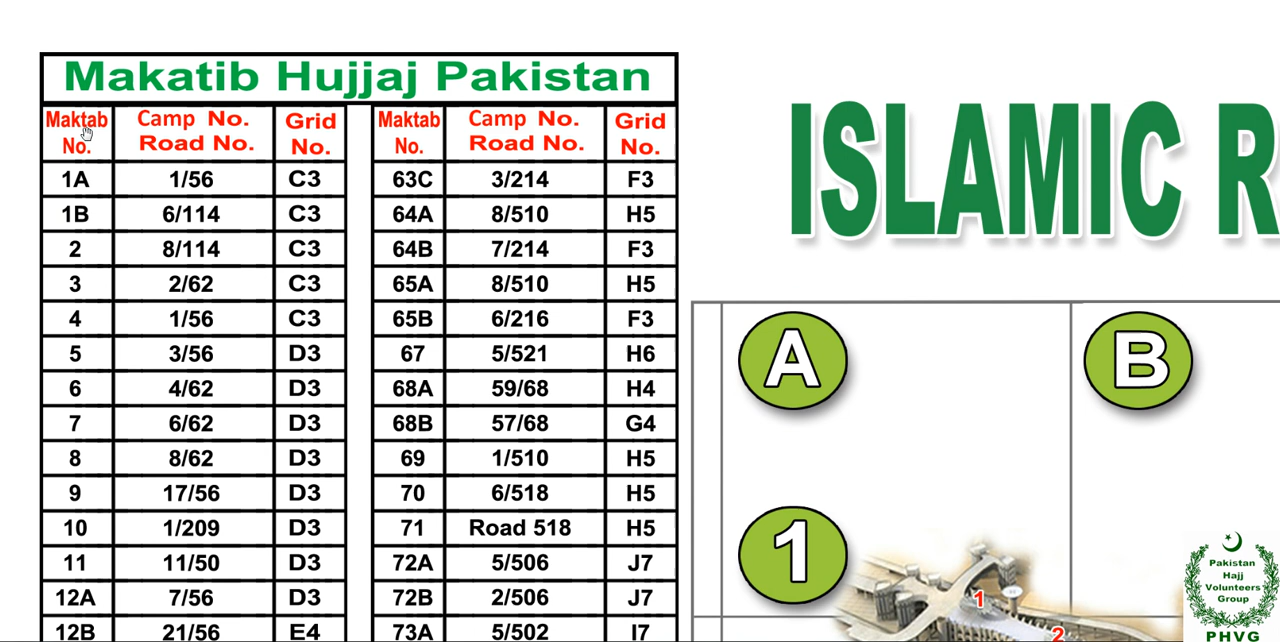 Makatib Hujjaj Pakistan
Maktab No. Camp No. Road No. Grid No. Maktab No. Camp No. Road No. Grid No.
1A 1/56 C3 63C 3/214 F3
1B 6/114 C3 64A 8/510 H5
2 8/114 C3 64B 7/214 F3
3 2/62 C3 65A 8/510 H5
4 1/56 C3 65B 6/216 F3
5 3/56 D3 67 5/521 H6
6 4/62 D3 68A 59/68 H4
7 6/62 D3 68B 57/68 G4
8 8/62 D3 69 1/510 H5
9 17/56 D3 70 6/518 H5
10 1/209 D3 71 Road 518 H5
11 11/50 D3 72A 5/506 J7
12A 7/56 D3 72B 2/506 J7
12B 21/56 E4 73A 5/502 I7
ISLAMIC R
A
B
1
1
2
Pakistan
Hajj
Volunteers
Group
PHVG